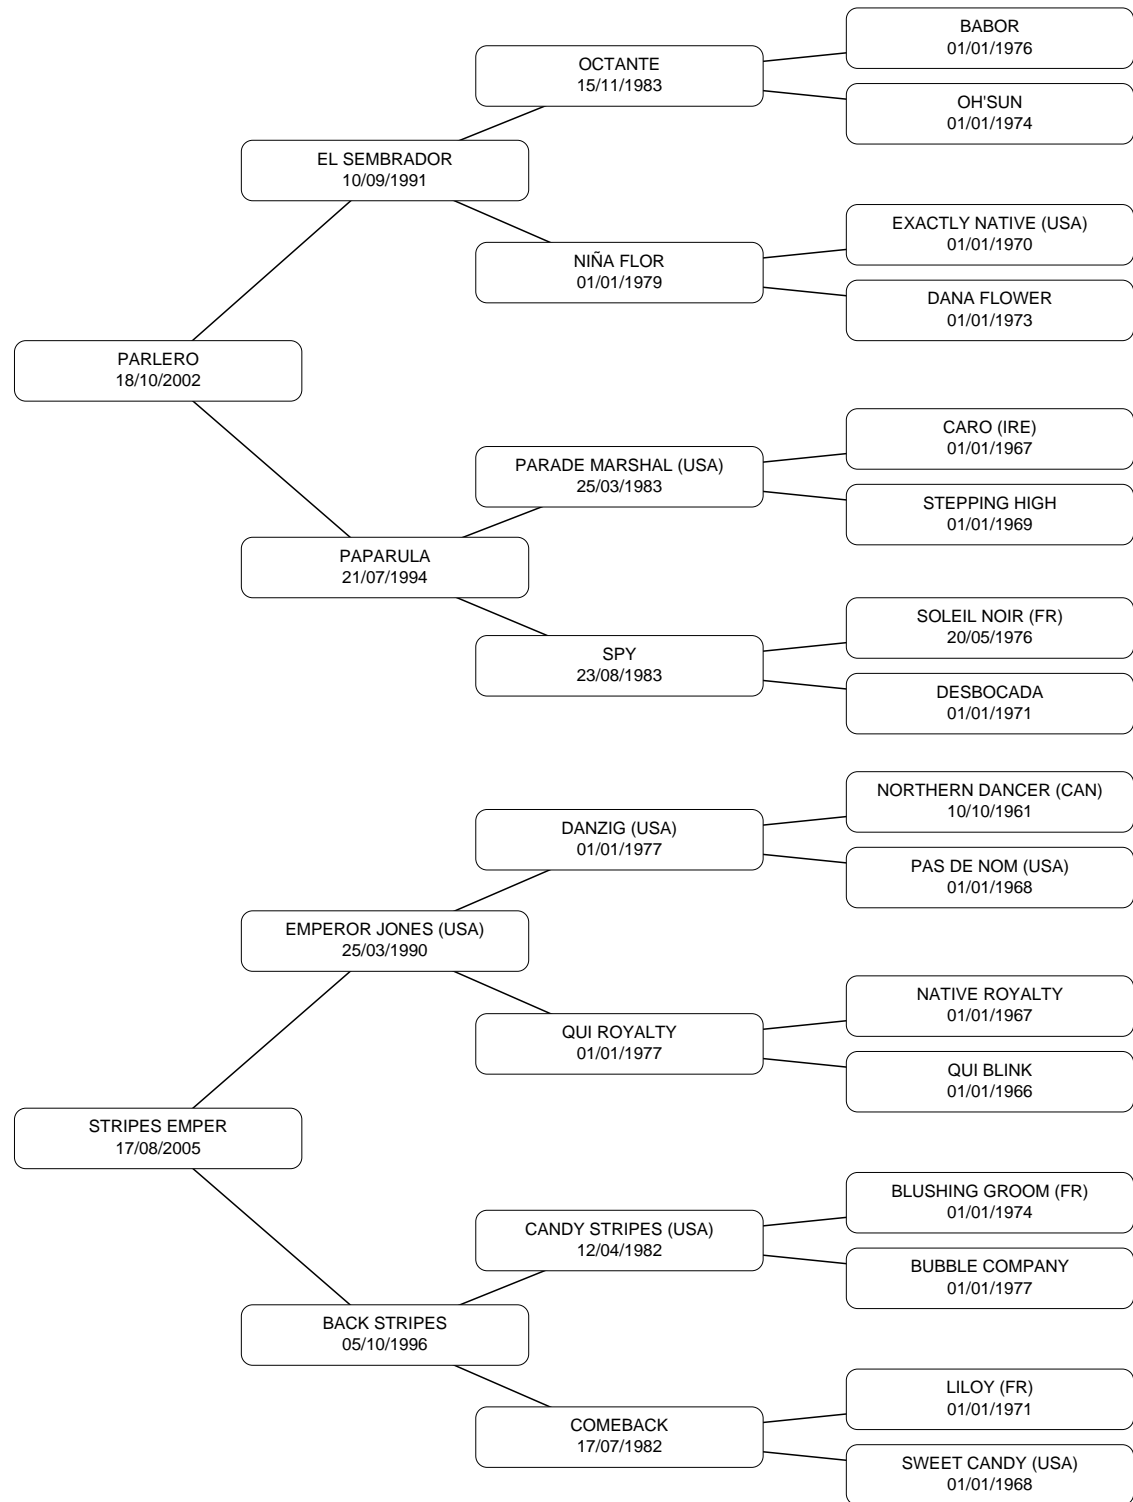 BABOR
01/01/1976
OCTANTE
15/11/1983
OH'SUN
01/01/1974
EL SEMBRADOR
10/09/1991
EXACTLY NATIVE (USA)
01/01/1970
NIÑA FLOR
01/01/1979
DANA FLOWER
01/01/1973
PARLERO
18/10/2002
CARO (IRE)
01/01/1967
PARADE MARSHAL (USA)
25/03/1983
STEPPING HIGH
01/01/1969
PAPARULA
21/07/1994
SOLEIL NOIR (FR)
20/05/1976
SPY
23/08/1983
DESBOCADA
01/01/1971
NORTHERN DANCER (CAN)
10/10/1961
DANZIG (USA)
01/01/1977
PAS DE NOM (USA)
01/01/1968
EMPEROR JONES (USA)
25/03/1990
NATIVE ROYALTY
01/01/1967
QUI ROYALTY
01/01/1977
QUI BLINK
01/01/1966
STRIPES EMPER
17/08/2005
BLUSHING GROOM (FR)
01/01/1974
CANDY STRIPES (USA)
12/04/1982
BUBBLE COMPANY
01/01/1977
BACK STRIPES
05/10/1996
LILOY (FR)
01/01/1971
COMEBACK
17/07/1982
SWEET CANDY (USA)
01/01/1968